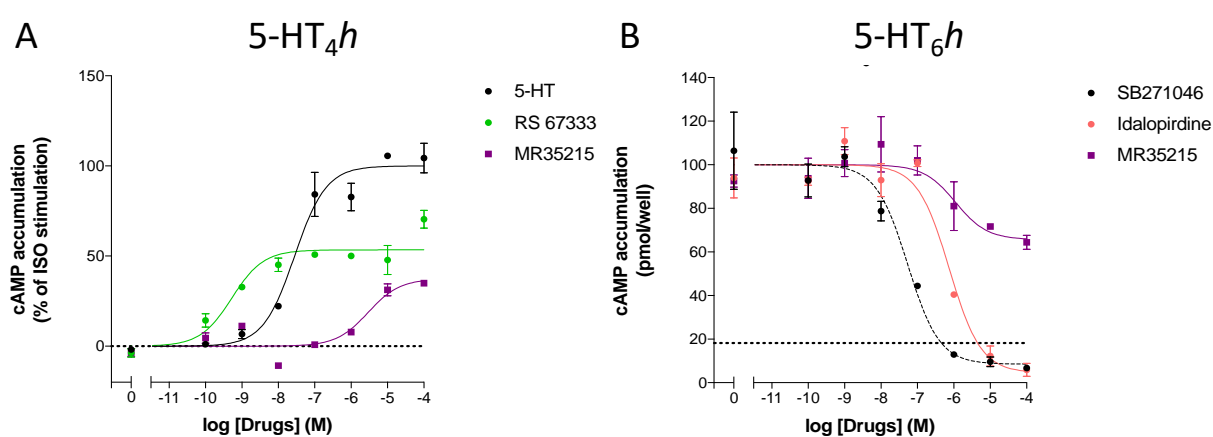 A
5-HT4h
150
100
50
0
cAMP accumulation
(% of ISO stimulation)
0 -11 -10 -9 -8 -7 -6 -5 -4
log [Drugs] (M)
5-HT
RS 67333
MR35215
B
5-HT6h
140
120
100
80
60
40
20
0
cAMP accumulation
(pmol/well)
0 -11 -10 -9 -8 -7 -6 -5 -4
log [Drugs] (M)
SB271046
Idalopirdine
MR35215